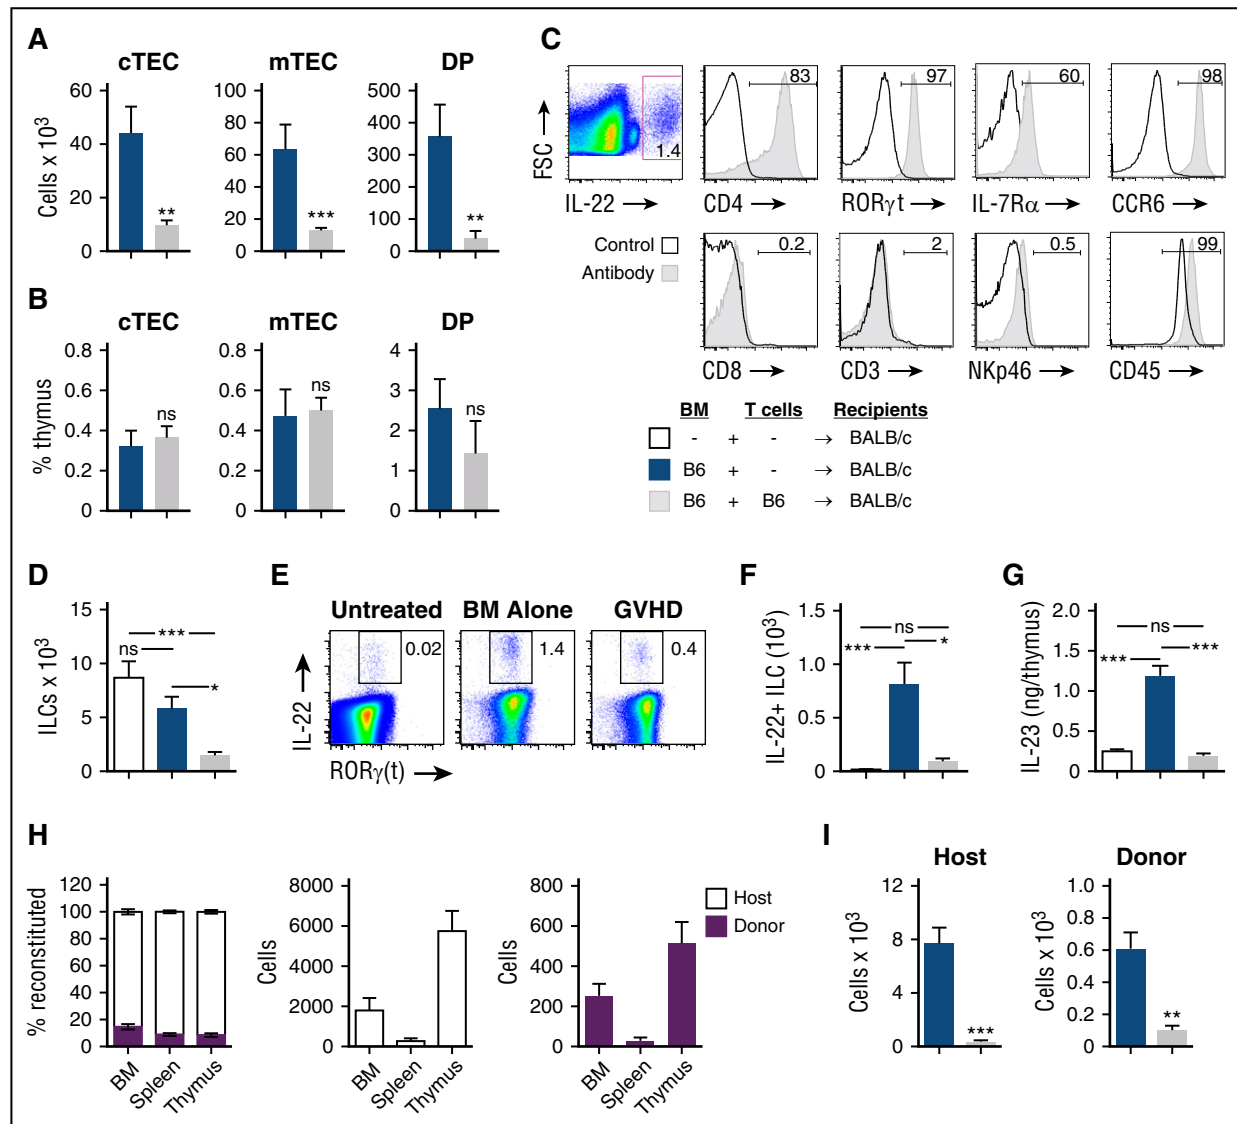 A
cTEC
mTEC
DP
Cells x 10³
60
40
20
0
**
100
80
60
40
20
0
***
500
400
300
200
100
0
**
B
cTEC
mTEC
DP
% thymus
0.8
0.6
0.4
0.2
0
ns
0.8
0.6
0.4
0.2
0
ns
4
3
2
1
0
ns
C
FSC →
1.4
83
97
60
98
IL-22 →
CD4 →
RORγt →
IL-7Rα →
CCR6 →
Control
Antibody
0.2
2
0.5
99
CD8 →
CD3 →
NKp46 →
CD45 →
BM T cells Recipients
- + - → BALB/c
B6 + - → BALB/c
B6 + B6 → BALB/c
D
ILCs x 10³
15
10
5
0
***
ns
*
E
Untreated
BM Alone
GVHD
0.02
1.4
0.4
IL-22 →
RORγ(t) →
F
IL-22+ ILC (10³)
1.5
1.0
0.5
0
ns
***
*
G
IL-23 (ng/thymus)
2.0
1.5
1.0
0.5
0
ns
***
***
H
% reconstituted
120
100
80
60
40
20
0
BM
Spleen
Thymus
Cells
8000
6000
4000
2000
0
BM
Spleen
Thymus
Cells
800
600
400
200
0
BM
Spleen
Thymus
Host
Donor
I
Host
Donor
Cells x 10³
12
8
4
0
***
Cells x 10³
1.0
0.8
0.6
0.4
0.2
0
**